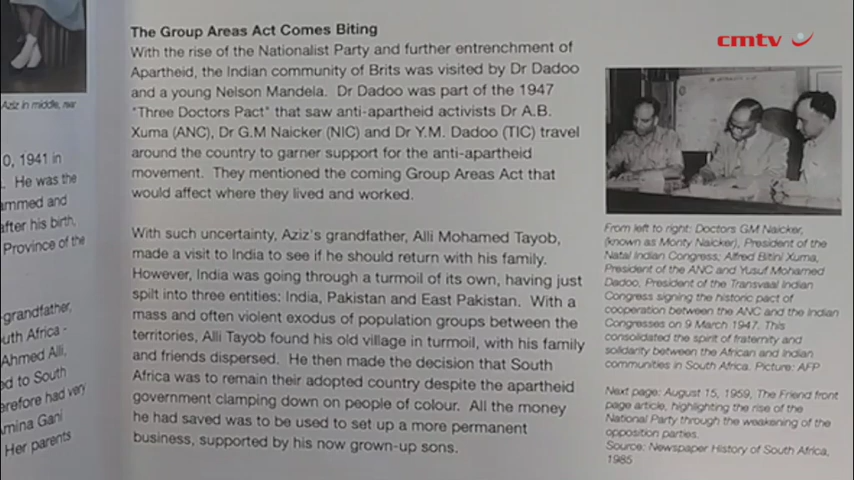 cmtv
Aziz in middle, rear
0, 1941 in
. He was the
ammed and
after his birth,
Province of the
-grandfather,
uth Africa -
Ahmed Ali,
ed to South
erefore had very
mina Gani
Her parents
The Group Areas Act Comes Biting
With the rise of the Nationalist Party and further entrenchment of
Apartheid, the Indian community of Brits was visited by Dr Dadoo
and a young Nelson Mandela. Dr Dadoo was part of the 1947
"Three Doctors Pact" that saw anti-apartheid activists Dr A.B.
Xuma (ANC), Dr G.M Naicker (NIC) and Dr Y.M. Dadoo (TIC) travel
around the country to garner support for the anti-apartheid
movement. They mentioned the coming Group Areas Act that
would affect where they lived and worked.
With such uncertainty, Aziz's grandfather, Alli Mohamed Tayob,
made a visit to India to see if he should return with his family.
However, India was going through a turmoil of its own, having just
spilt into three entities: India, Pakistan and East Pakistan. With a
mass and often violent exodus of population groups between the
territories, Alli Tayob found his old village in turmoil, with his family
and friends dispersed. He then made the decision that South
Africa was to remain their adopted country despite the apartheid
government clamping down on people of colour. All the money
he had saved was to be used to set up a more permanent
business, supported by his now grown-up sons.
From left to right: Doctors GM Naicker,
(known as Monty Naicker), President of the
Natal Indian Congress, Alfred Bitini Xuma,
President of the ANC and Yusuf Mohamed
Dadoo, President of the Transvaal Indian
Congress signing the historic pact of
cooperation between the ANC and the Indian
Congresses on 9 March 1947. This
consolidated the spirit of fraternity and
solidarity between the African and Indian
communities in South Africa. Picture: AFP
Next page: August 15, 1959, The Friend front
page article, highlighting the rise of the
National Party through the weakening of the
opposition parties.
Source: Newspaper History of South Africa,
1985